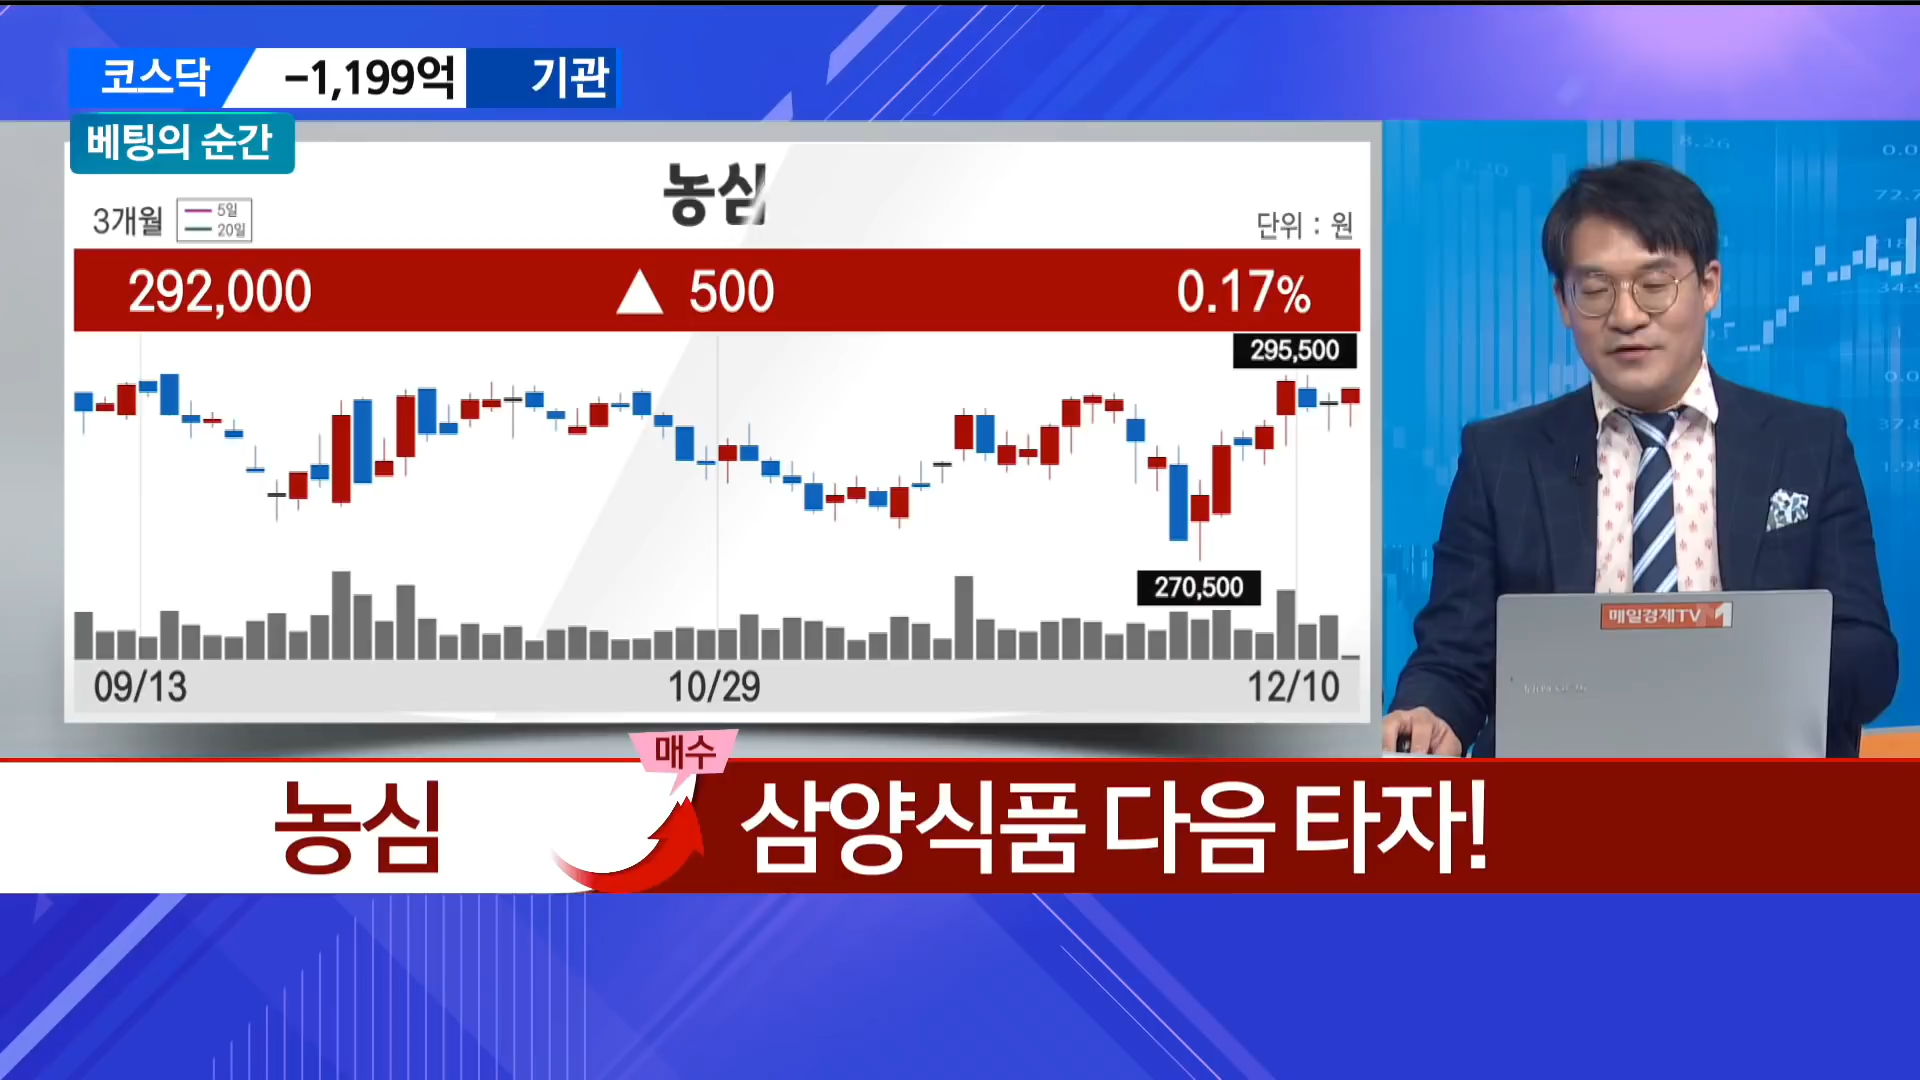 코스닥 -1,199억 기관
베팅의 순간
농심
3개월
5일
20일
단위 : 원
292,000 ▲ 500 0.17%
295,500
270,500
09/13 10/29 12/10
매일경제TV 1
매수
농심 삼양식품 다음 타자!